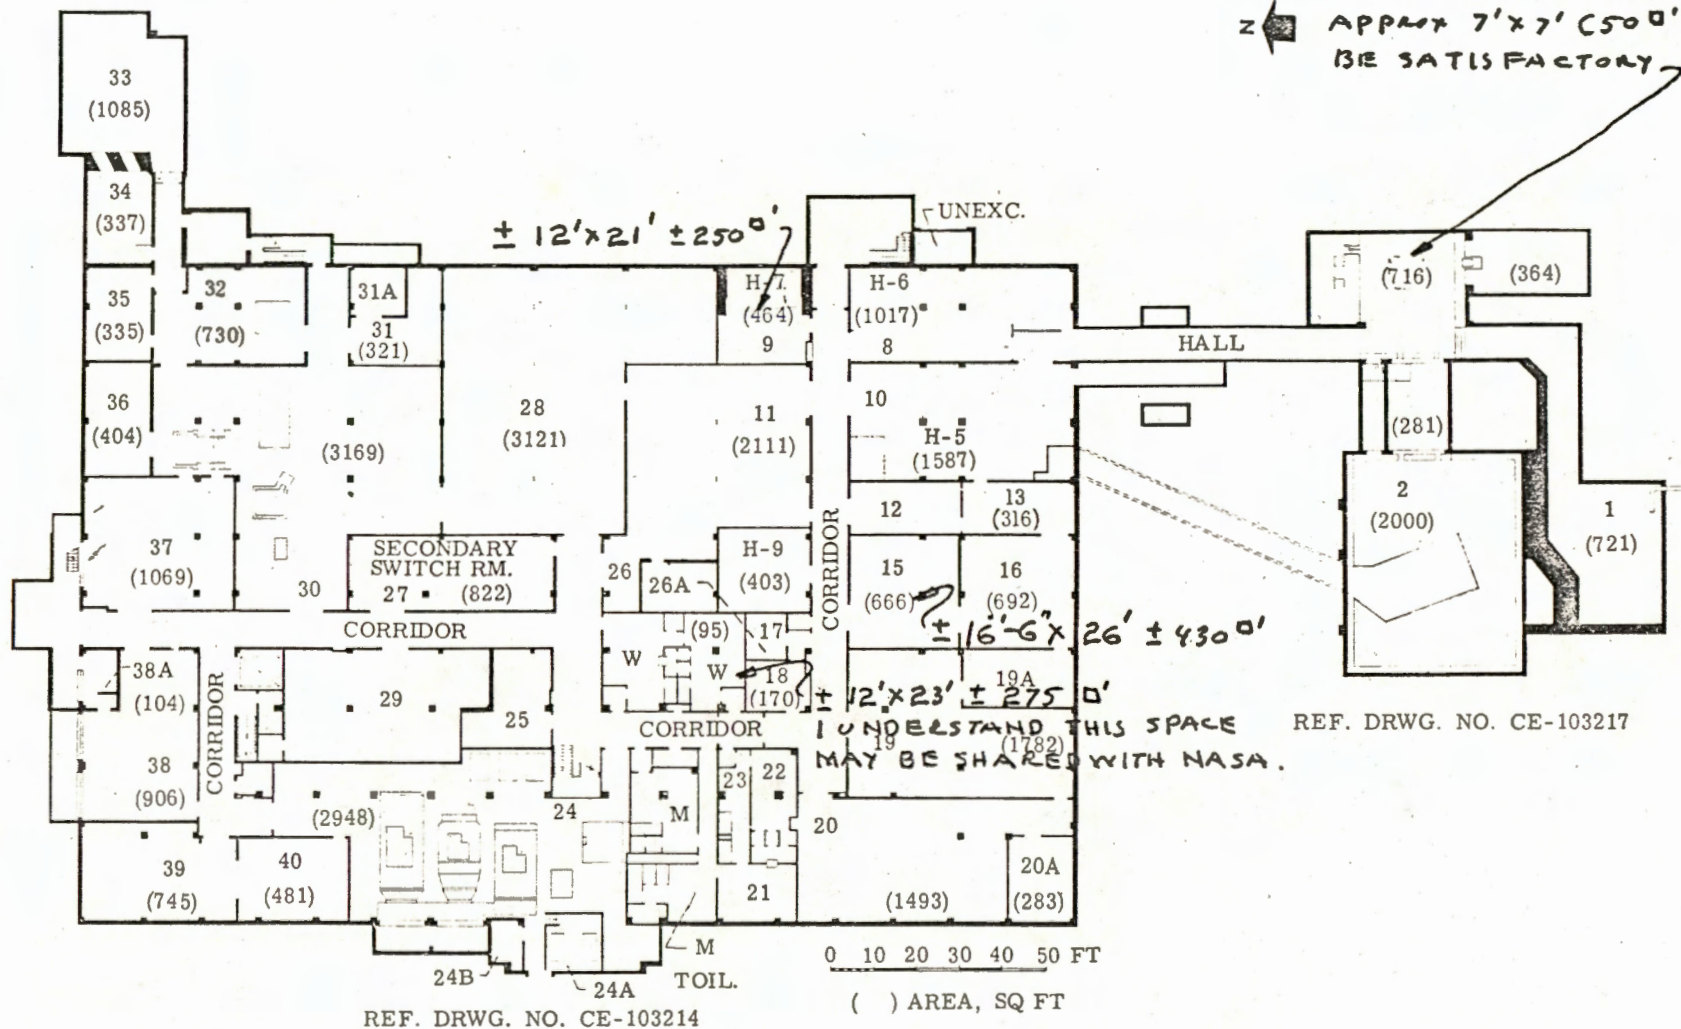 Z APPROX 7' X 7' (50 □'
BE SATISFACTORY
33
(1085)
34
(337)
± 12' X 21' ± 250 □'
UNEXC.
35
(335)
32
(730)
31A
31
(321)
H-7
(464)
9
H-6
(1017)
8
HALL
(716)
(364)
36
(404)
(3169)
28
(3121)
11
(2111)
10
H-5
(1587)
(281)
12
13
(316)
2
(2000)
1
(721)
37
(1069)
30
SECONDARY
SWITCH RM.
27 (822)
26
26A
H-9
(403)
CORRIDOR
15
(666)
16
(692)
± 16'-6" X 26' ± 430 □'
CORRIDOR
W
(95)
W
17
18
(170)
38A
(104)
CORRIDOR
29
25
19A
± 12' X 23' ± 275 □'
I UNDERSTAND THIS SPACE
MAY BE SHARED WITH NASA.
CORRIDOR
19
(1782)
REF. DRWG. NO. CE-103217
38
(906)
(2948)
24
M
23
22
20
39
(745)
40
(481)
21
(1493)
20A
(283)
24B
24A
M
TOIL.
0 10 20 30 40 50 FT
( ) AREA, SQ FT
REF. DRWG. NO. CE-103214